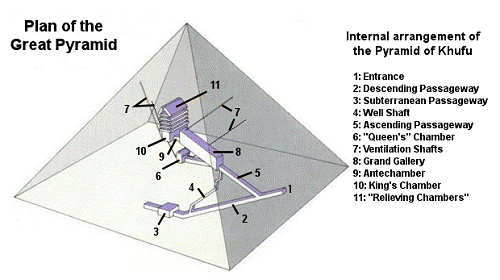 Plan of the
Great Pyramid
Internal arrangement of
the Pyramid of Khufu
1: Entrance
2: Descending Passageway
3: Subterranean Passageway
4: Well Shaft
5: Ascending Passageway
6: "Queen's" Chamber
7: Ventilation Shafts
8: Grand Gallery
9: Antechamber
10: King's Chamber
11: "Relieving Chambers"
11
7
7
10
9
8
6
5
4
1
2
3